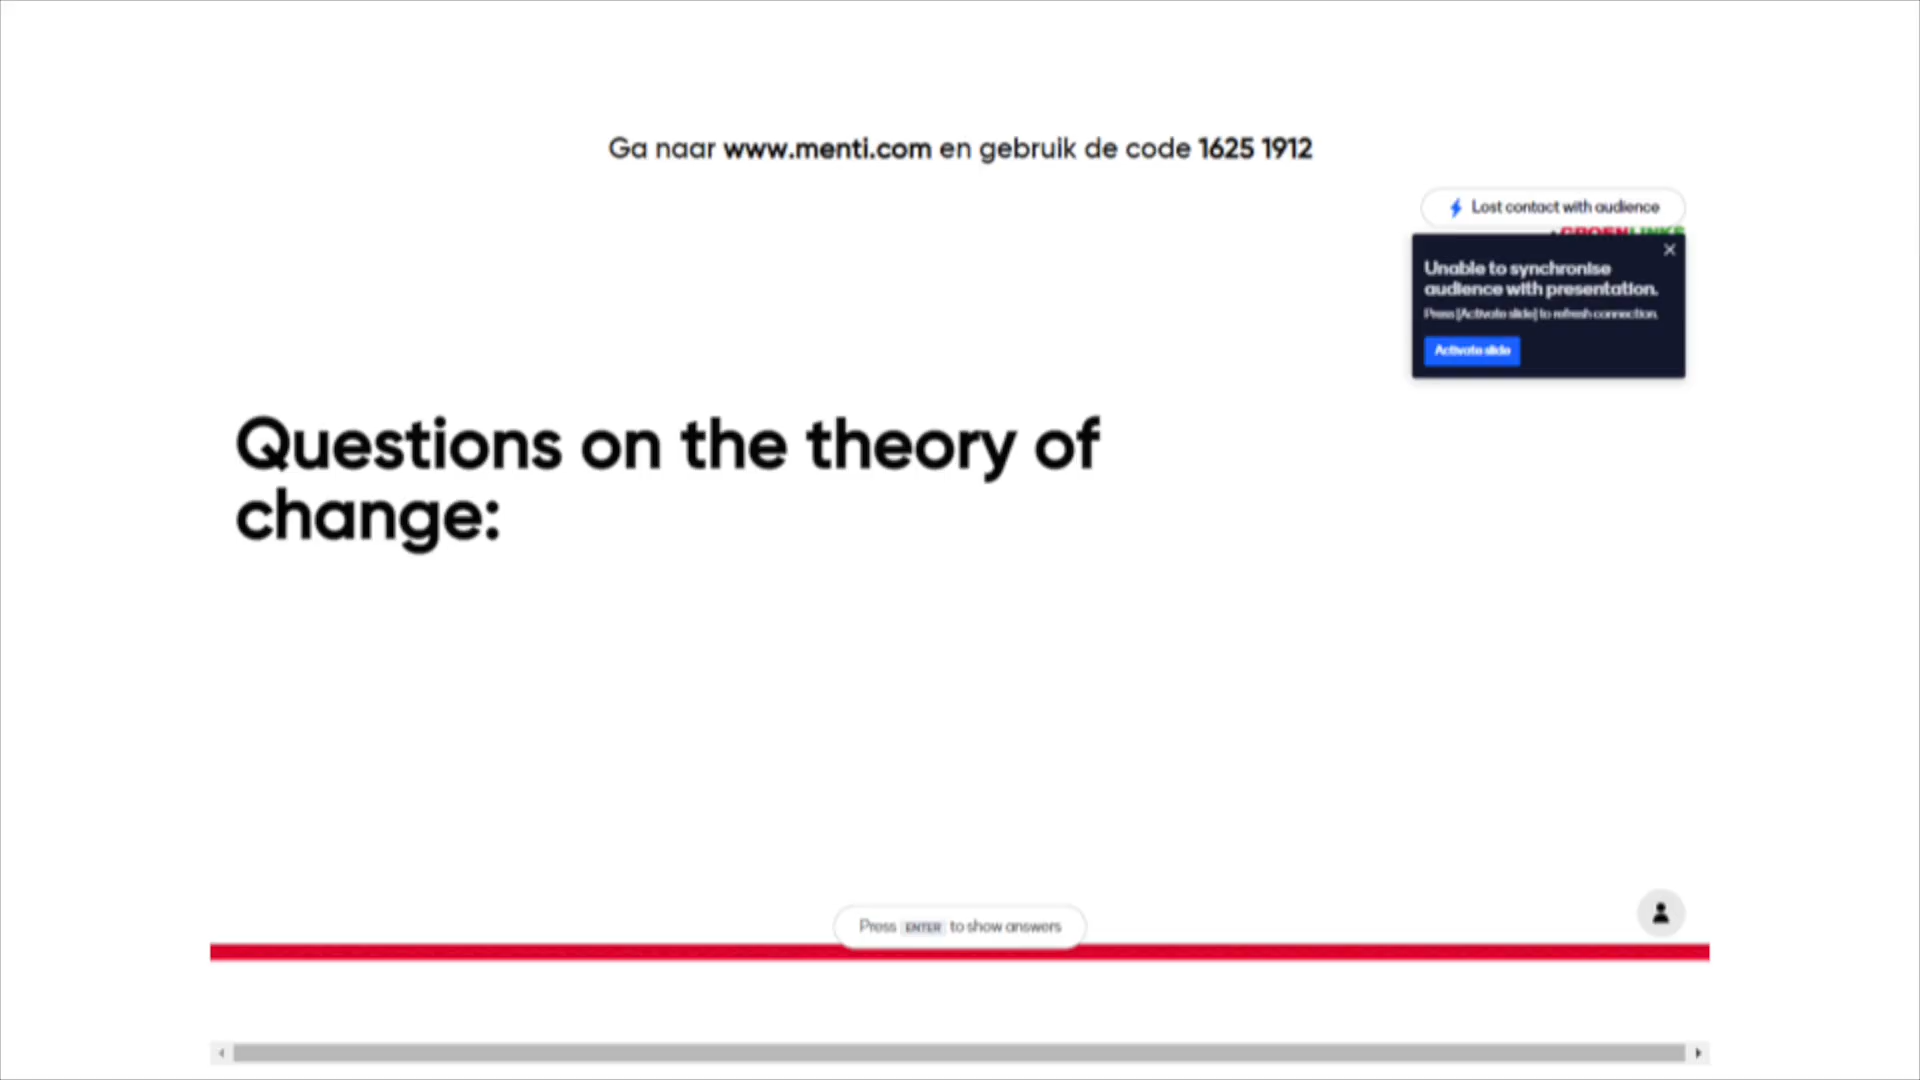 Ga naar www.menti.com en gebruik de code 1625 1912
Lost contact with audience
GROENLINKS
Unable to synchronise
audience with presentation.
Press [Activate slide] to refresh connection.
Activate slide
Questions on the theory of
change:
Press ENTER to show answers